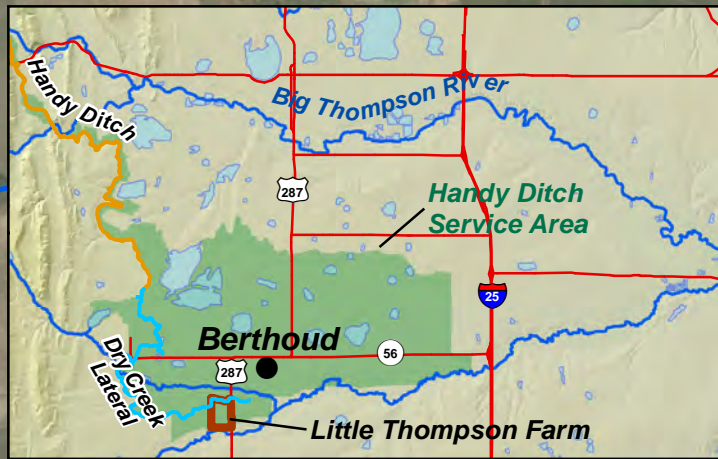 Handy Ditch
Big Thompson River
287
Handy Ditch
Service Area
25
Dry Creek
Lateral
Berthoud
56
287
Little Thompson Farm